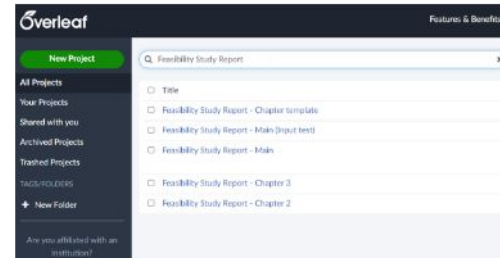 Overleaf
Features & Benefits
New Project
Feasibility Study Report
x
All Projects
Your Projects
Shared with you
Archived Projects
Trashed Projects
TAGS/FOLDERS
+ New Folder
Are you affiliated with an
institution?
Title
Feasibility Study Report - Chapter template
Feasibility Study Report - Main (input test)
Feasibility Study Report - Main
Feasibility Study Report - Chapter 3
Feasibility Study Report - Chapter 2